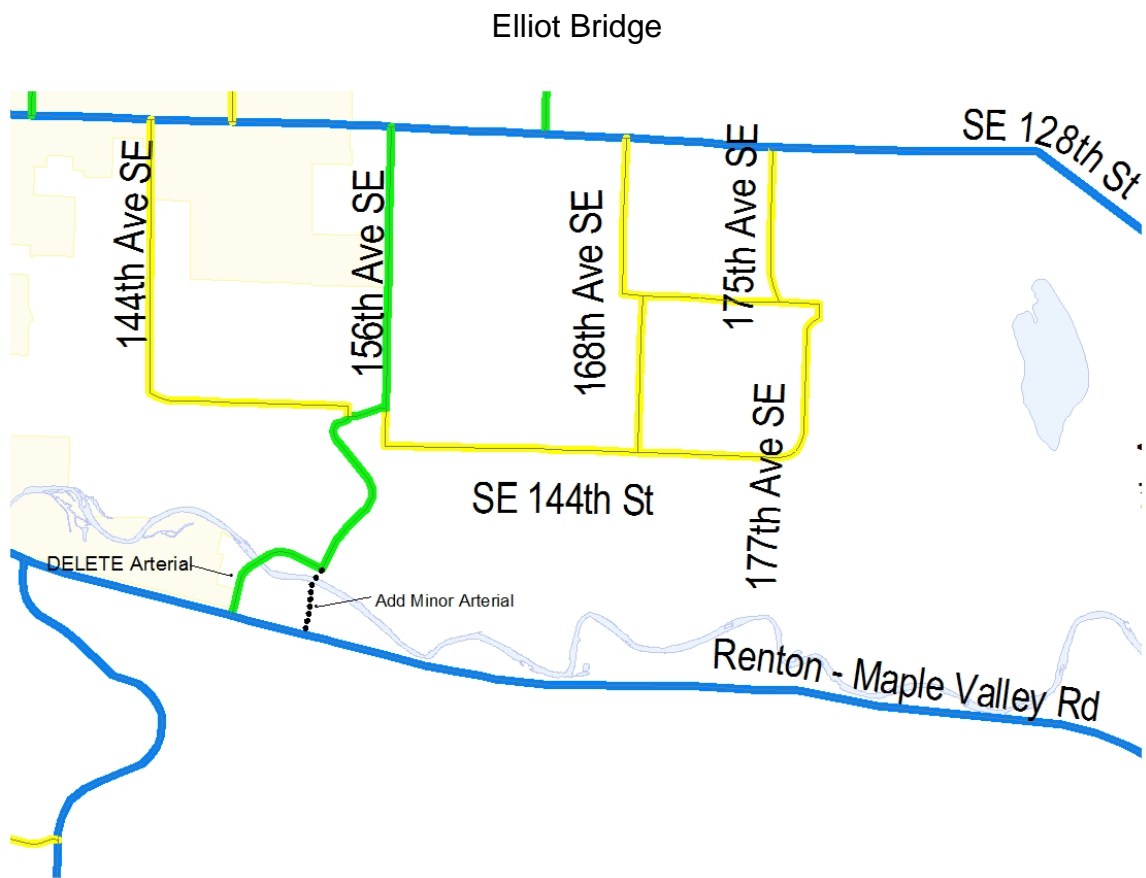 Elliot Bridge
SE 128th St
144th Ave SE
156th Ave SE
168th Ave SE
175th Ave SE
177th Ave SE
SE 144th St
DELETE Arterial
Add Minor Arterial
Renton - Maple Valley Rd